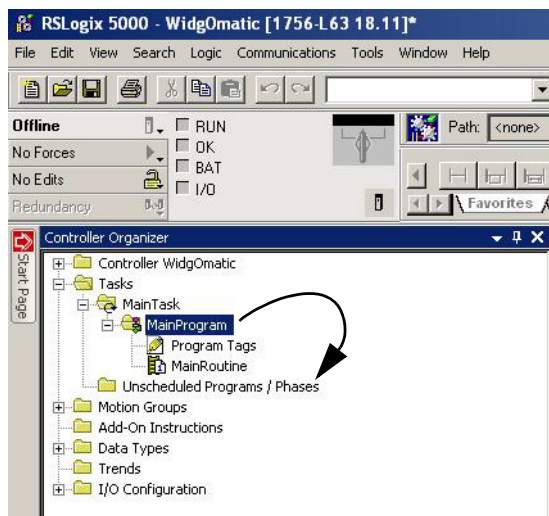 RSLogix 5000 - WidgOmatic [1756-L63 18.11]*
File Edit View Search Logic Communications Tools Window Help
Offline
RUN
Path: <none>
No Forces
OK
No Edits
BAT
Redundancy
I/O
Favorites
Start Page
Controller Organizer
Controller WidgOmatic
Tasks
MainTask
MainProgram
Program Tags
MainRoutine
Unscheduled Programs / Phases
Motion Groups
Add-On Instructions
Data Types
Trends
I/O Configuration